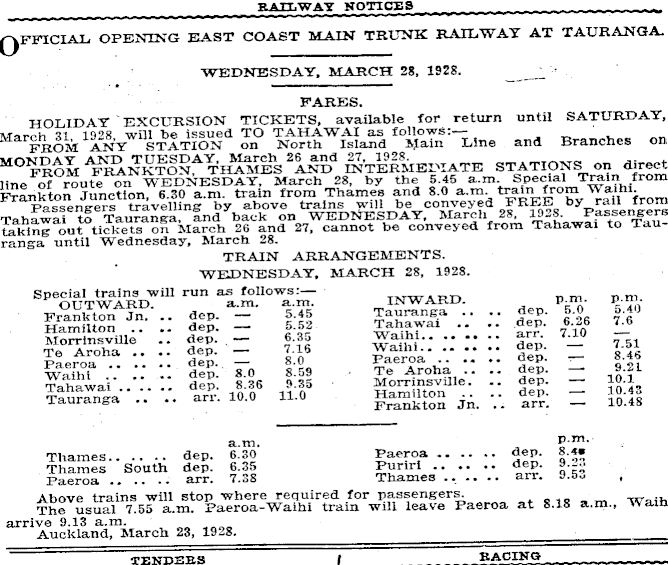 RAILWAY NOTICES
OFFICIAL OPENING EAST COAST MAIN TRUNK RAILWAY AT TAURANGA.
WEDNESDAY, MARCH 28, 1928.
FARES.
HOLIDAY EXCURSION TICKETS, available for return until SATURDAY,
March 31, 1928, will be issued TO TAHAWAI as follows:—
FROM ANY STATION on North Island Main Line and Branches on
MONDAY AND TUESDAY, March 26 and 27, 1928.
FROM FRANKTON, THAMES AND INTERMEDIATE STATIONS on direct
line of route on WEDNESDAY, March 28, by the 5.45 a.m. Special Train from
Frankton Junction, 6.30 a.m. train from Thames and 8.0 a.m. train from Waihi.
Passengers travelling by above trains will be conveyed FREE by rail from
Tahawai to Tauranga, and back on WEDNESDAY, March 28, 1928. Passengers
taking out tickets on March 26 and 27, cannot be conveyed from Tahawai to Tau-
ranga until Wednesday, March 28.
TRAIN ARRANGEMENTS.
WEDNESDAY, MARCH 28, 1928.
Special trains will run as follows:—
OUTWARD. a.m. a.m.
Frankton Jn. .. dep. — 5.45
Hamilton .. .. dep. — 5.52
Morrinsville .. dep. — 6.35
Te Aroha .. .. dep. — 7.16
Paeroa .. .. .. dep. — 8.0
Waihi .. .. .. dep. 8.0 8.59
Tahawai .. .. .. dep. 8.36 9.35
Tauranga .. .. arr. 10.0 11.0
INWARD. p.m. p.m.
Tauranga .. .. dep. 5.0 5.40
Tahawai .. .. dep. 6.26 7.6
Waihi.. .. .. .. arr. 7.10 —
Waihi.. .. .. .. dep. — 7.51
Paeroa .. .. .. dep. — 8.46
Te Aroha .. .. dep. — 9.21
Morrinsville.. .. dep. — 10.1
Hamilton .. .. dep. — 10.43
Frankton Jn. .. arr. — 10.48
a.m.
Thames.. .. .. dep. 6.30
Thames South dep. 6.35
Paeroa .. .. .. arr. 7.38
p.m.
Paeroa .. .. .. dep.
Puriri .. .. .. dep. 9.23
Thames .. .. .. arr. 9.53
Above trains will stop where required for passengers.
The usual 7.55 a.m. Paeroa-Waihi train will leave Paeroa at 8.18 a.m., Waih
arrive 9.13 a.m.
Auckland, March 23, 1928.
TENDERS
RACING